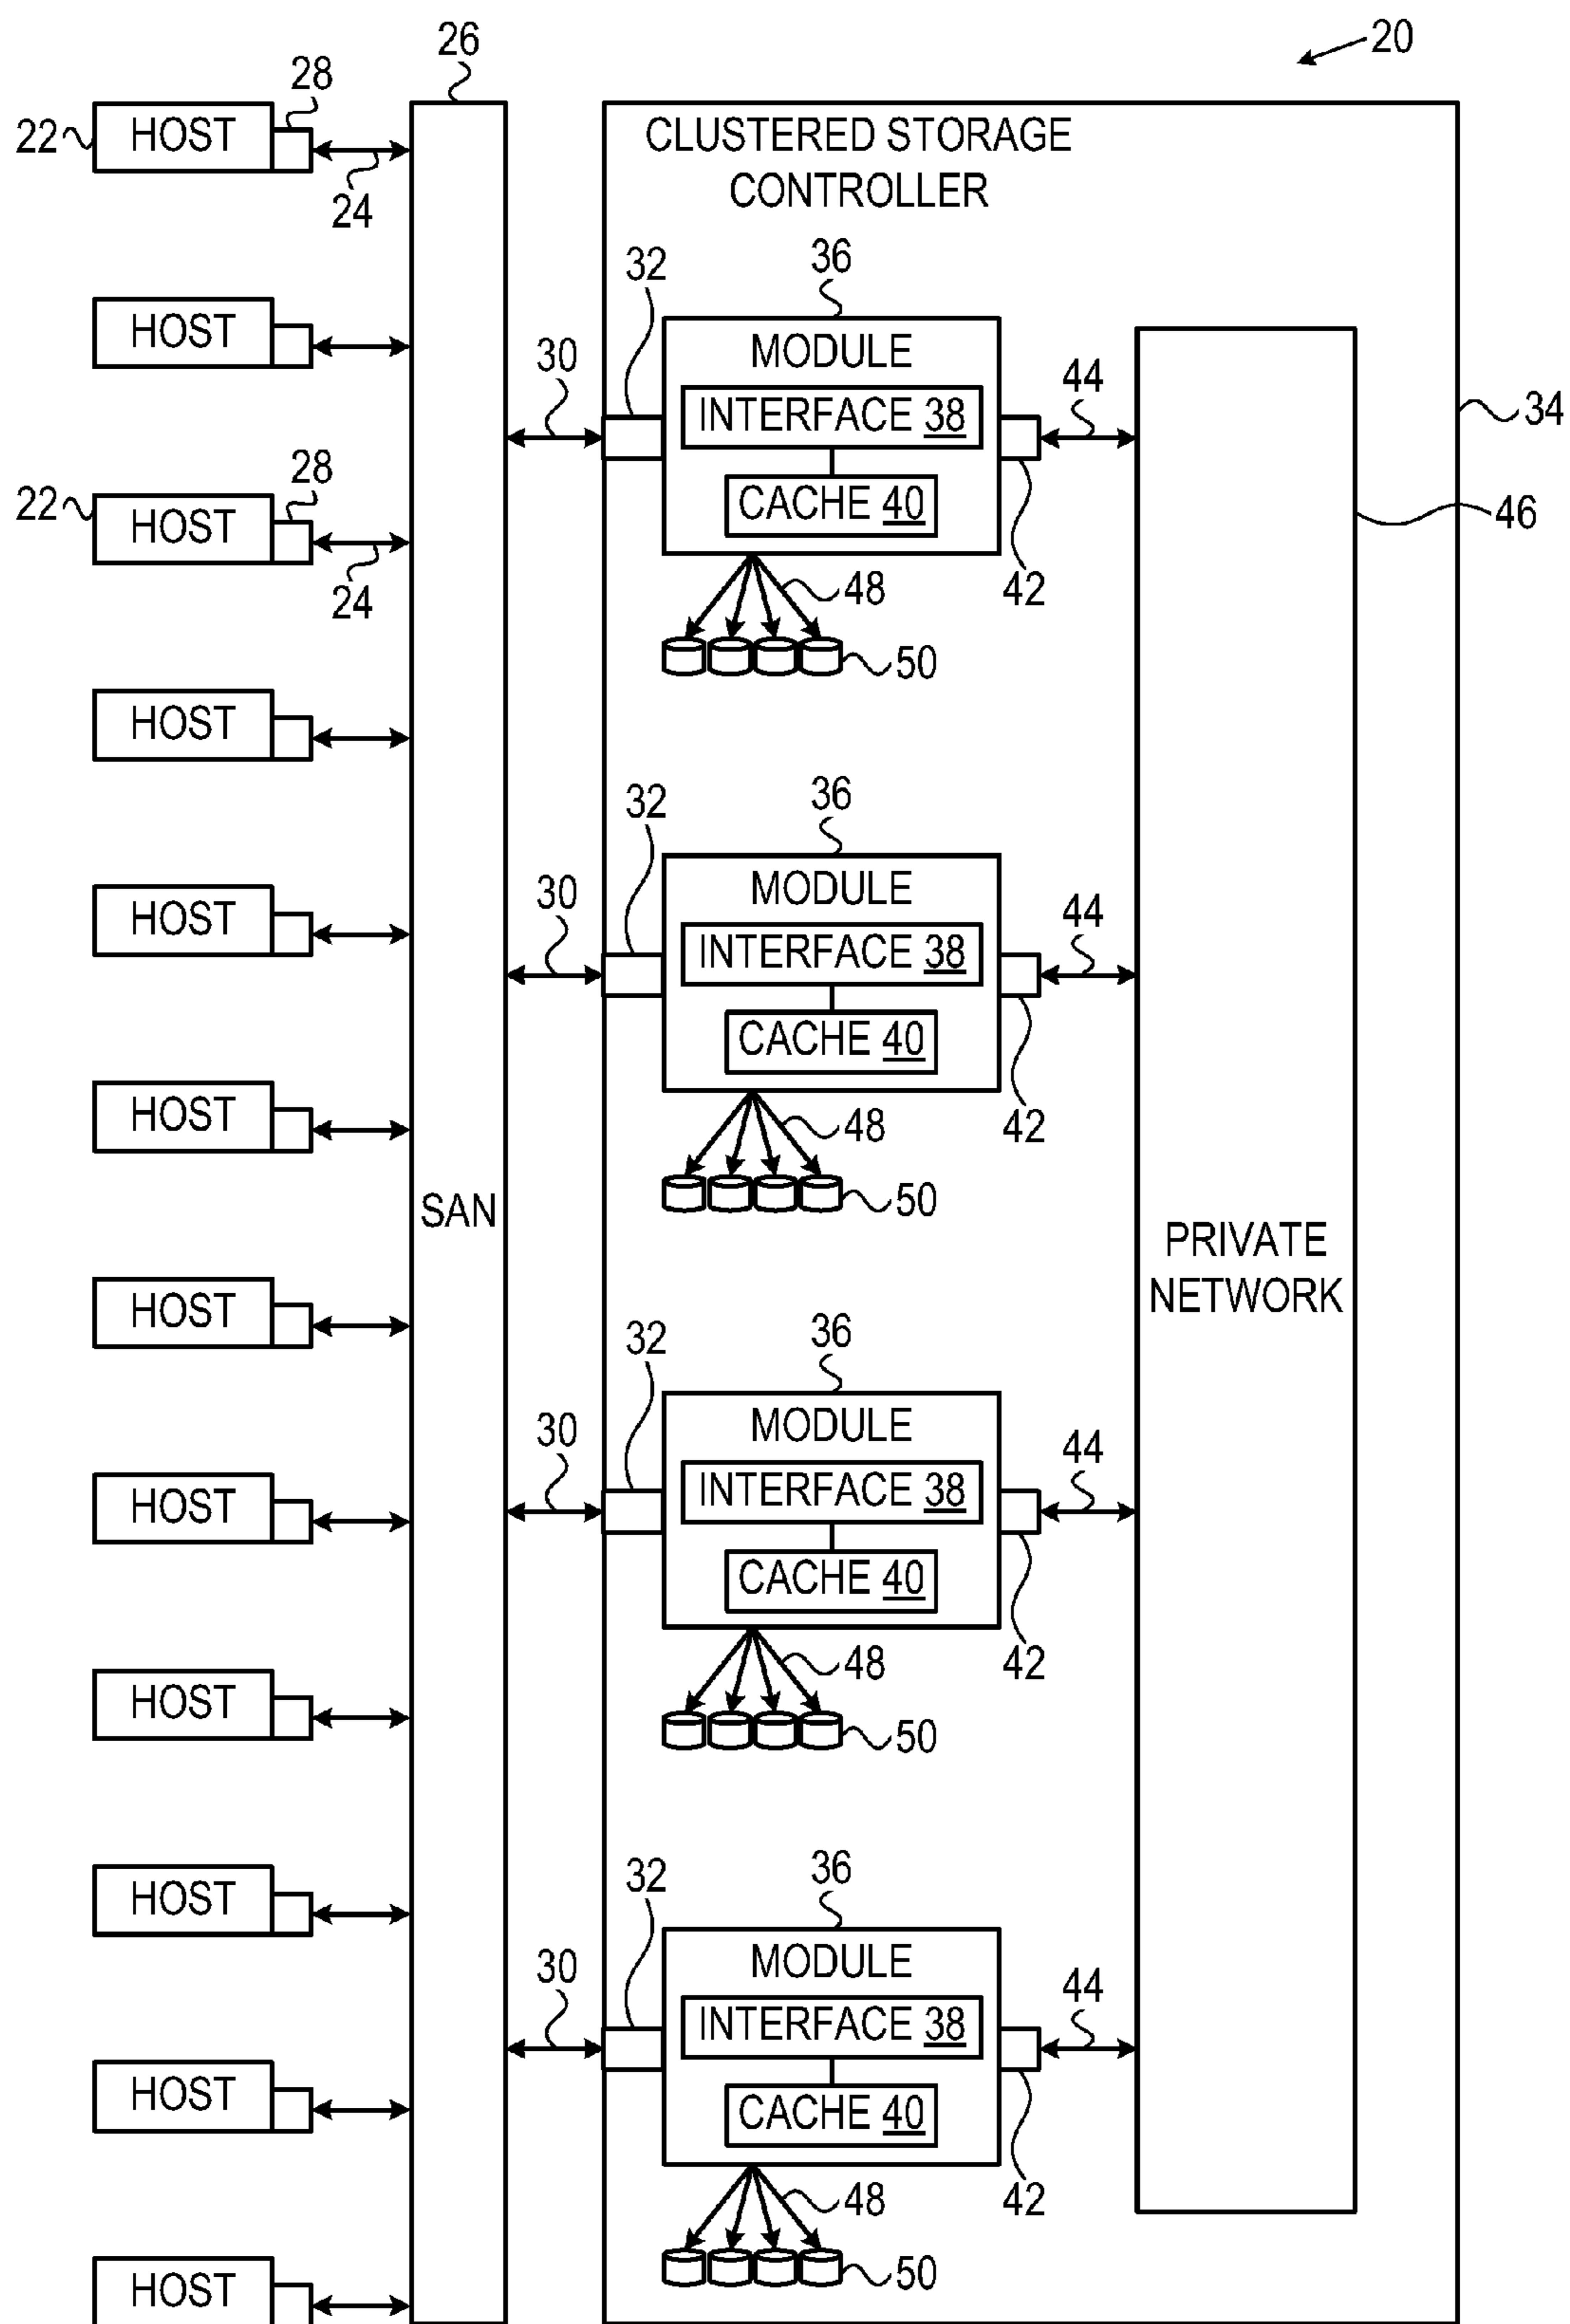 20
26
28
22
HOST
24
CLUSTERED STORAGE
CONTROLLER
HOST
28
22
HOST
24
HOST
HOST
HOST
HOST
HOST
HOST
HOST
HOST
HOST
SAN
30
32
36
MODULE
INTERFACE 38
CACHE 40
44
42
48
50
30
32
36
MODULE
INTERFACE 38
CACHE 40
44
42
48
50
30
32
36
MODULE
INTERFACE 38
CACHE 40
44
42
48
50
30
32
36
MODULE
INTERFACE 38
CACHE 40
44
42
48
50
34
46
PRIVATE
NETWORK